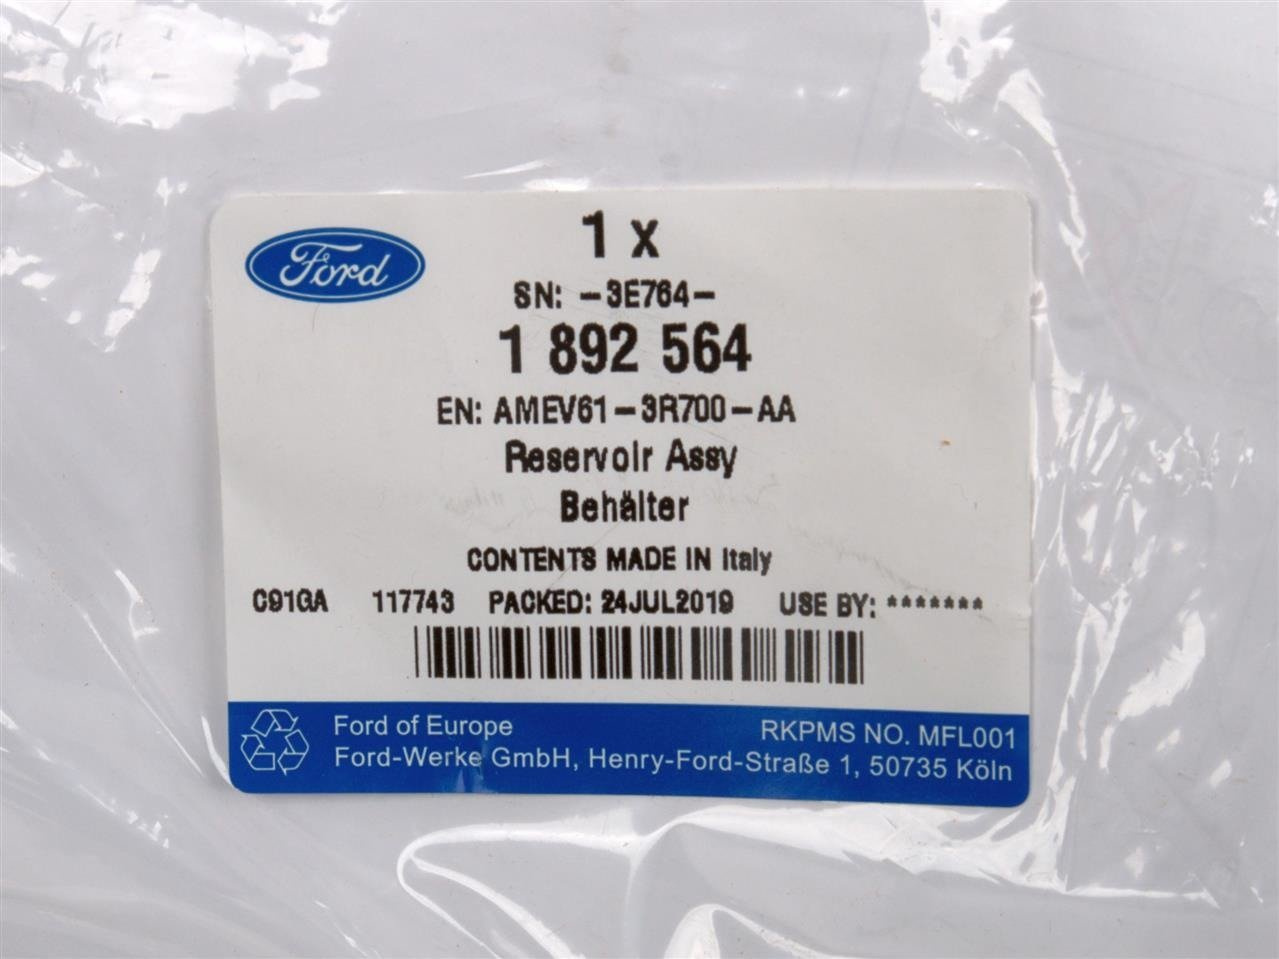 Ford
1 x
SN: -3E764-
1 892 564
EN: AMEV61-3R700-AA
Reservoir Assy
Behälter
CONTENTS MADE IN Italy
C91GA 117743 PACKED: 24JUL2019 USE BY: *******
Ford of Europe RKPMS NO. MFL001
Ford-Werke GmbH, Henry-Ford-Straße 1, 50735 Köln